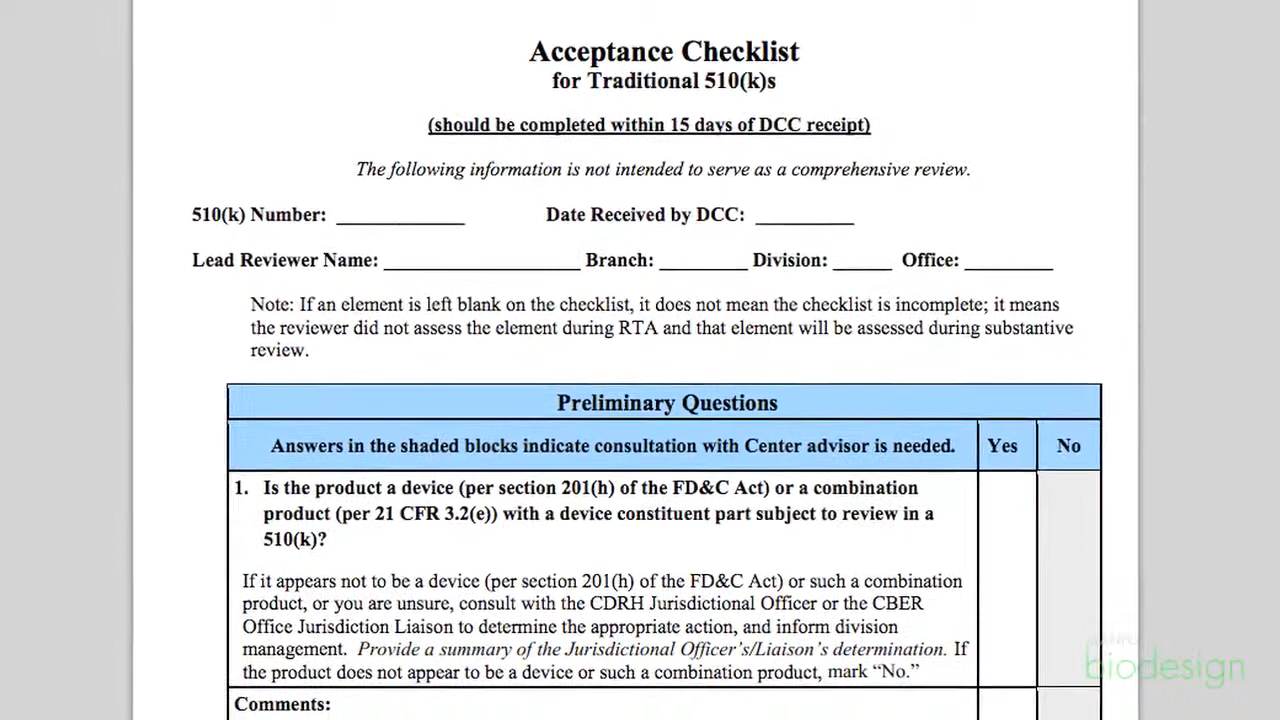 Acceptance Checklist
for Traditional 510(k)s
(should be completed within 15 days of DCC receipt)
The following information is not intended to serve as a comprehensive review.
510(k) Number: ____________ Date Received by DCC: _________
Lead Reviewer Name: __________________ Branch: ________ Division: _____ Office: ________
Note: If an element is left blank on the checklist, it does not mean the checklist is incomplete; it means
the reviewer did not assess the element during RTA and that element will be assessed during substantive
review.
Preliminary Questions
Answers in the shaded blocks indicate consultation with Center advisor is needed. Yes No
1. Is the product a device (per section 201(h) of the FD&C Act) or a combination
product (per 21 CFR 3.2(e)) with a device constituent part subject to review in a
510(k)?
If it appears not to be a device (per section 201(h) of the FD&C Act) or such a combination
product, or you are unsure, consult with the CDRH Jurisdictional Officer or the CBER
Office Jurisdiction Liaison to determine the appropriate action, and inform division
management. Provide a summary of the Jurisdictional Officer's/Liaison's determination. If
the product does not appear to be a device or such a combination product, mark “No.”
Comments:
biodesign